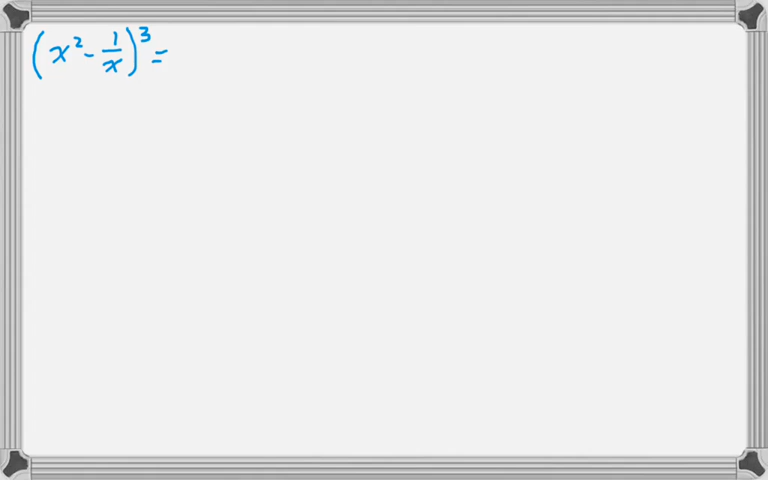 (x² - 1/x)³ =